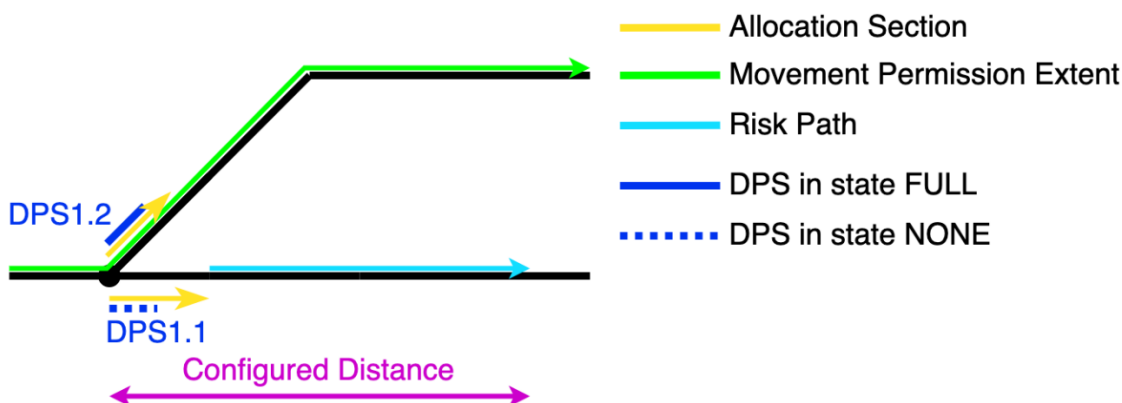 Allocation Section
Movement Permission Extent
Risk Path
DPS in state FULL
DPS in state NONE
DPS1.2
DPS1.1
Configured Distance